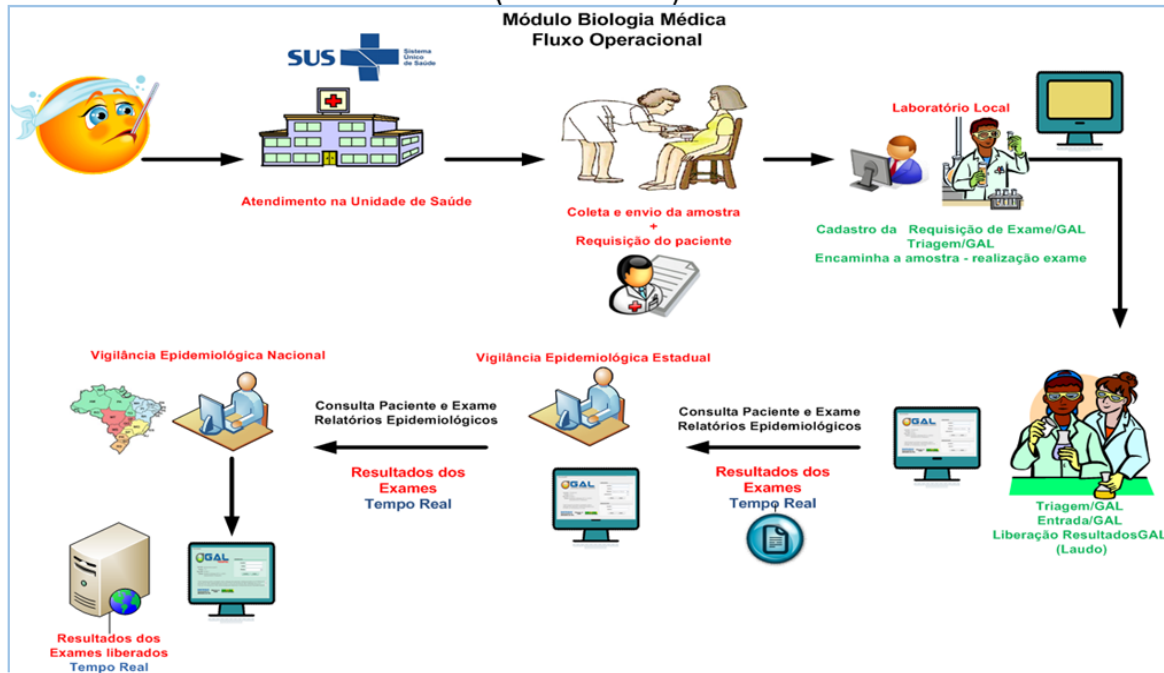 Módulo Biologia Médica
Fluxo Operacional
SUS
Sistema
Único
de Saúde
Atendimento na Unidade de Saúde
Coleta e envio da amostra
+
Requisição do paciente
Laboratório Local
Cadastro da Requisição de Exame/GAL
Triagem/GAL
Encaminha a amostra - realização exame
Triagem/GAL
Entrada/GAL
Liberação ResultadosGAL
(Laudo)
GAL
Consulta Paciente e Exame
Relatórios Epidemiológicos
Resultados dos
Exames
Tempo Real
Vigilância Epidemiológica Estadual
GAL
Consulta Paciente e Exame
Relatórios Epidemiológicos
Resultados dos
Exames
Tempo Real
Vigilância Epidemiológica Nacional
GAL
Resultados dos
Exames liberados
Tempo Real